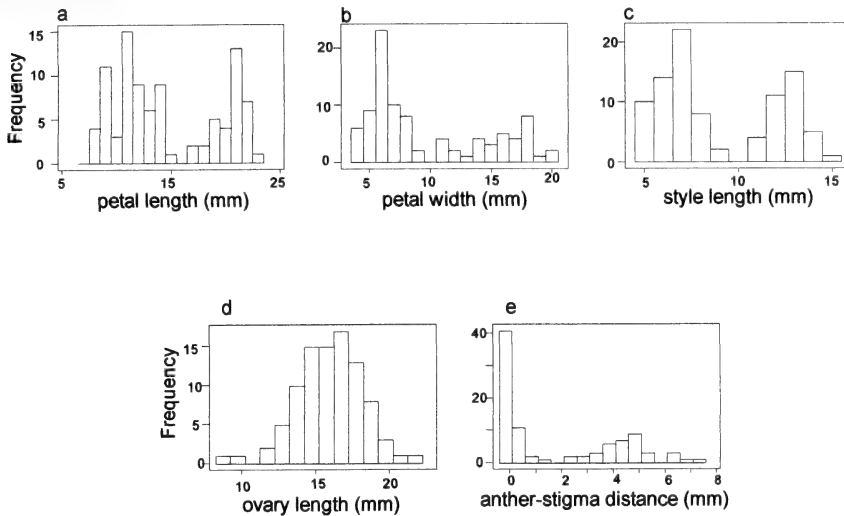 a
b
c
Frequency
15
10
5
0
20
10
0
20
10
0
5
15
25
5
10
15
20
5
10
15
petal length (mm)
petal width (mm)
style length (mm)
d
e
Frequency
15
10
5
0
40
20
0
10
15
20
0
2
4
6
8
ovary length (mm)
anther-stigma distance (mm)